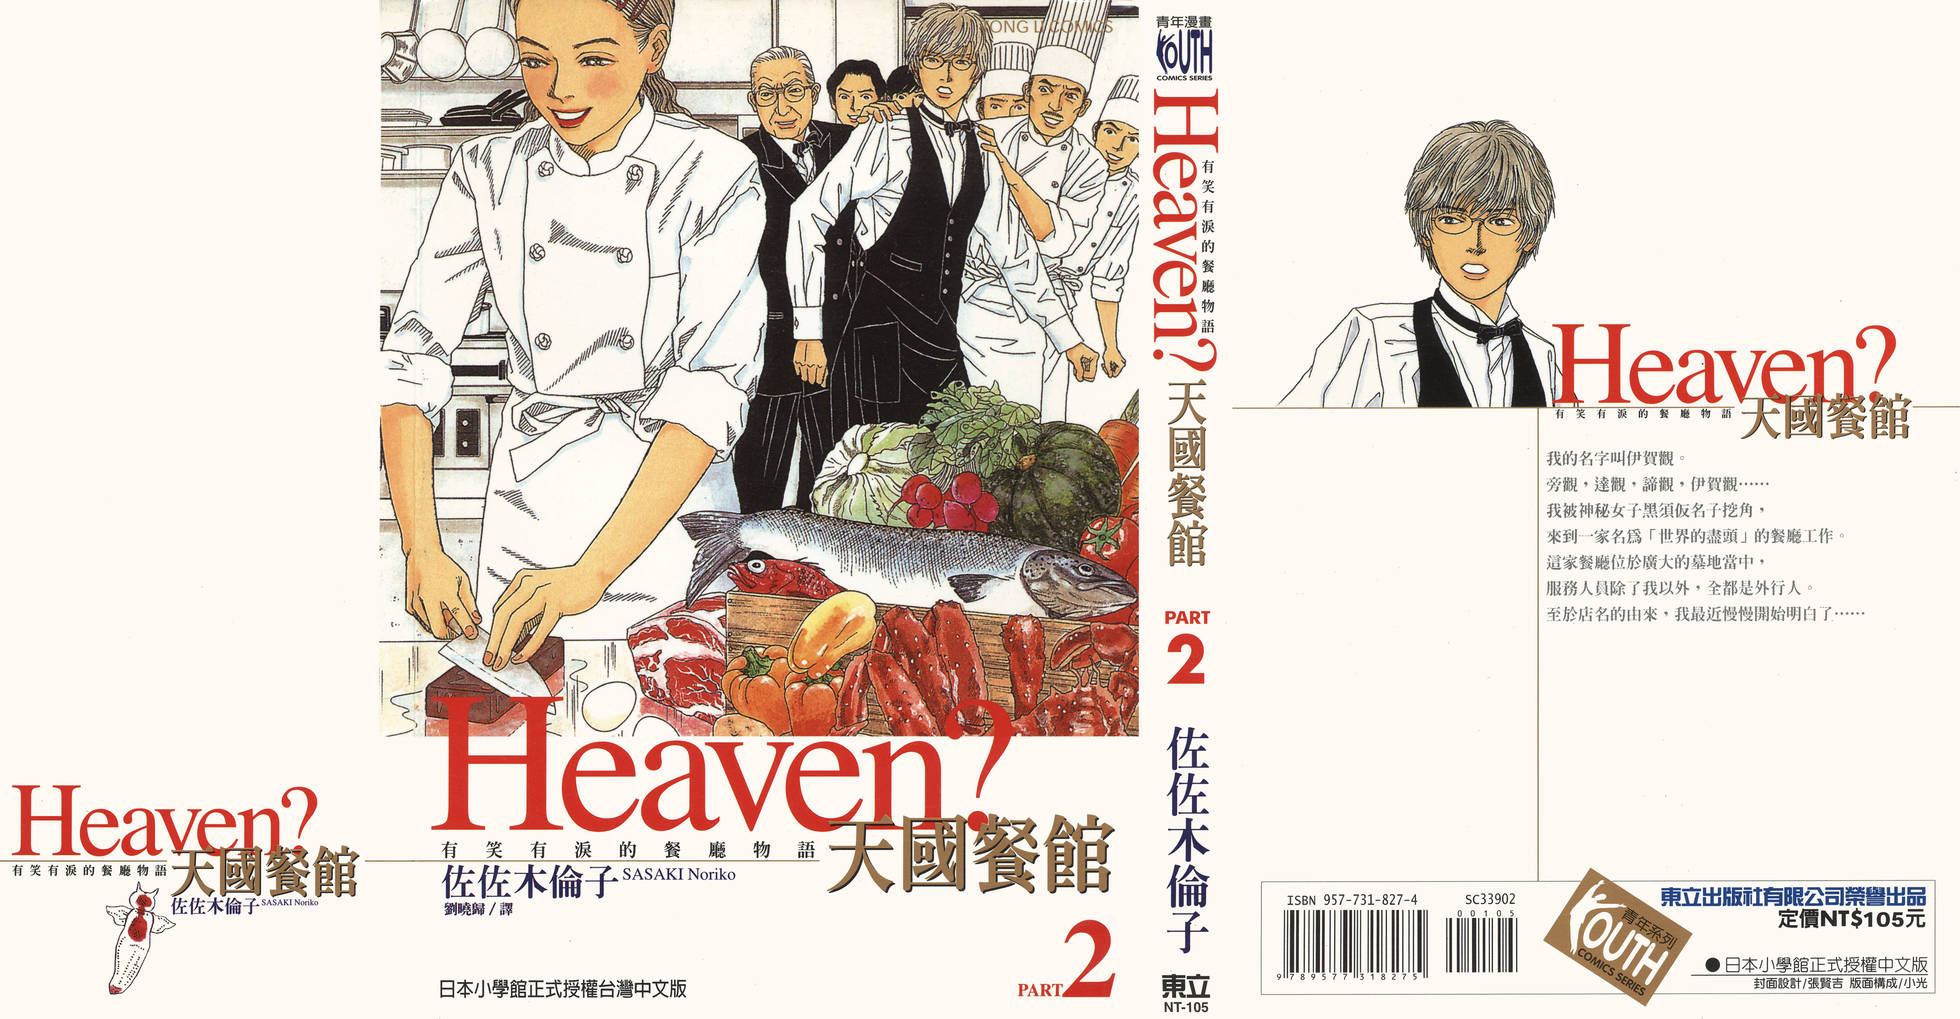 Heaven?
有笑有淚的餐廳物語
天國餐館
佐佐木倫子 SASAKI Noriko
HONG LI COMICS
Heaven?
有笑有淚的餐廳物語
天國餐館
佐佐木倫子 SASAKI Noriko
劉曉歸/譯
日本小學館正式授權台灣中文版
PART 2
青年漫畫
YOUTH
COMICS SERIES
Heaven?
有笑有淚的餐廳物語
天國餐館
PART
2
佐佐木倫子
東立
NT-105
Heaven?
有笑有淚的餐廳物語
天國餐館
我的名字叫伊賀觀。
旁觀，達觀，諦觀，伊賀觀……
我被神秘女子黑須仮名子挖角，
來到一家名為「世界的盡頭」的餐廳工作。
這家餐廳位於廣大的墓地當中，
服務人員除了我以外，全都是外行人。
至於店名的由來，我最近慢慢開始明白了……
ISBN 957-731-827-4
SC33902
00105
9789577318275
青年系列
YOUTH
COMICS SERIES
東立出版社有限公司榮譽出品
定價NT$105元
●日本小學館正式授權中文版
封面設計/張賢吉 版面構成/小光